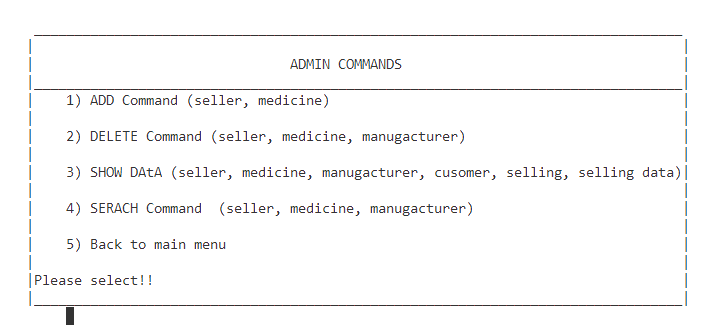 ADMIN COMMANDS
1) ADD Command (seller, medicine)
2) DELETE Command (seller, medicine, manugacturer)
3) SHOW DAtA (seller, medicine, manugacturer, cusomer, selling, selling data)
4) SERACH Command  (seller, medicine, manugacturer)
5) Back to main menu
Please select!!